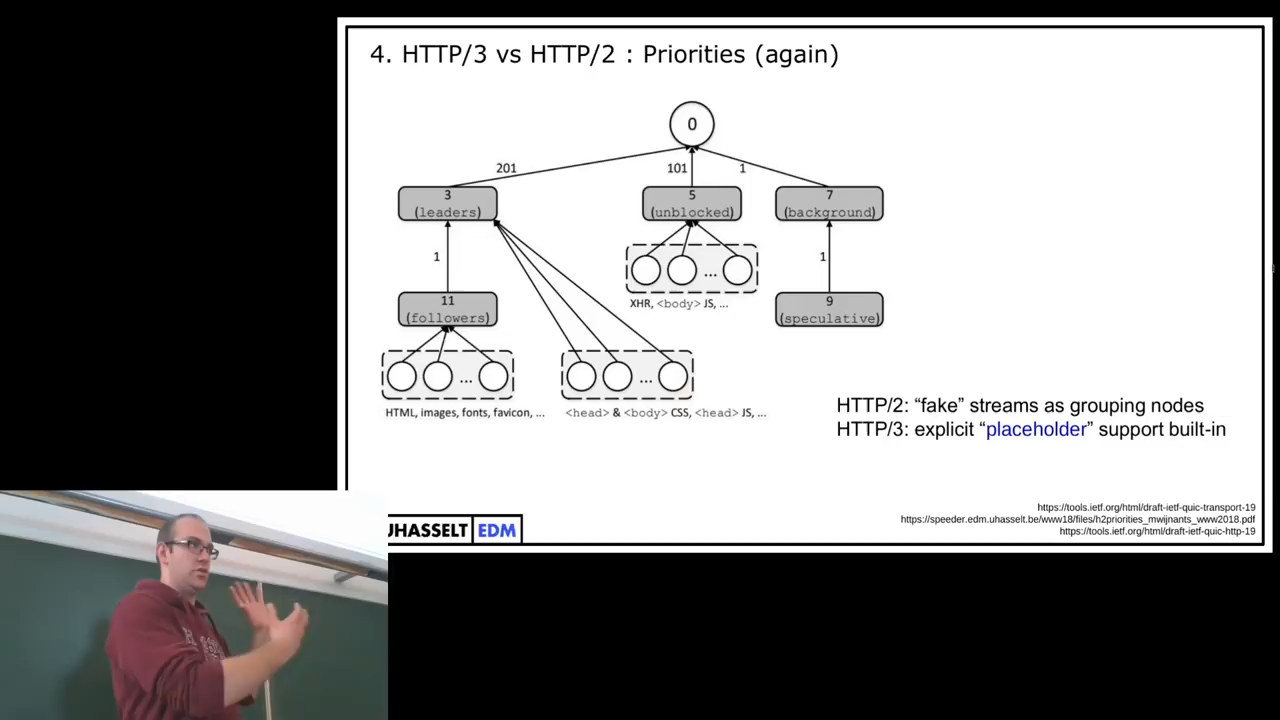 4. HTTP/3 vs HTTP/2 : Priorities (again)
0
201
101
1
3
(leaders)
5
(unblocked)
7
(background)
1
1
11
(followers)
9
(speculative)
...
XHR, <body> JS, ...
...
...
HTML, images, fonts, favicon, ...
<head> & <body> CSS, <head> JS, ...
HTTP/2: “fake” streams as grouping nodes
HTTP/3: explicit “placeholder” support built-in
https://tools.ietf.org/html/draft-ietf-quic-transport-19
https://speeder.edm.uhasselt.be/www18/files/h2priorities_mwijnants_www2018.pdf
https://tools.ietf.org/html/draft-ietf-quic-http-19
UHASSELT EDM